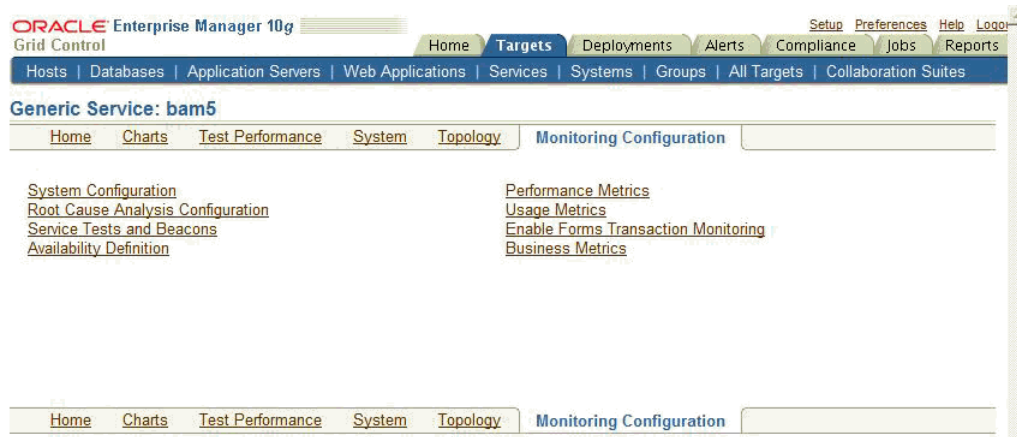 ORACLE Enterprise Manager 10g
Setup Preferences Help
Grid Control
Home Targets Deployments Alerts Compliance Jobs Reports
Hosts | Databases | Application Servers | Web Applications | Services | Systems | Groups | All Targets | Collaboration Suites
Generic Service: bam5
Home Charts Test Performance System Topology Monitoring Configuration
System Configuration
Root Cause Analysis Configuration
Service Tests and Beacons
Availability Definition
Performance Metrics
Usage Metrics
Enable Forms Transaction Monitoring
Business Metrics
Home Charts Test Performance System Topology Monitoring Configuration